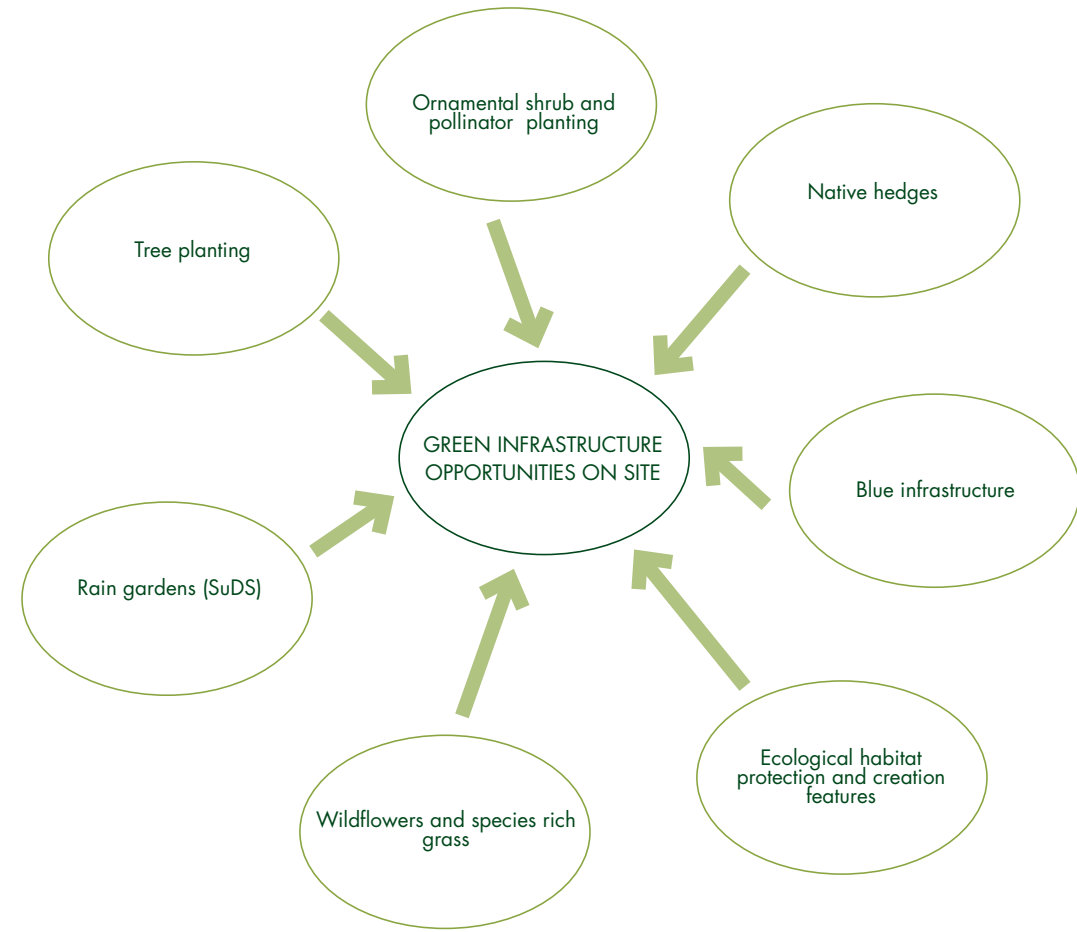 Ornamental shrub and
pollinator planting
Native hedges
Tree planting
GREEN INFRASTRUCTURE
OPPORTUNITIES ON SITE
Blue infrastructure
Rain gardens (SuDS)
Ecological habitat
protection and creation
features
Wildflowers and species rich
grass